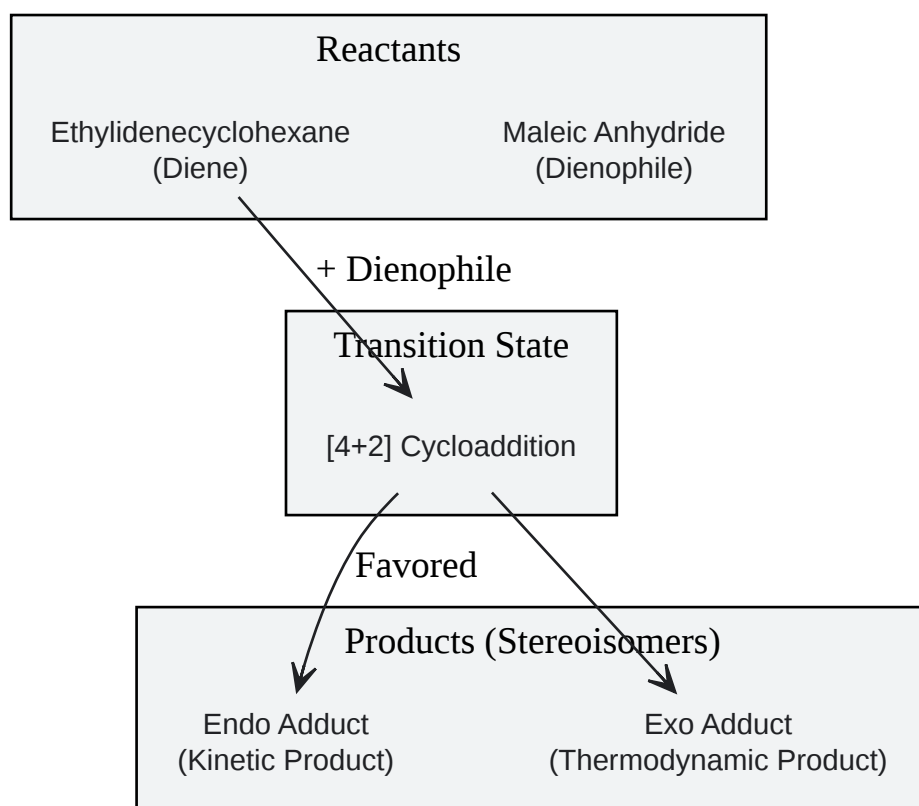 Reactants
Ethylidenecyclohexane
(Diene)
Maleic Anhydride
(Dienophile)
+ Dienophile
Transition State
[4+2] Cycloaddition
Favored
Products (Stereoisomers)
Endo Adduct
(Kinetic Product)
Exo Adduct
(Thermodynamic Product)